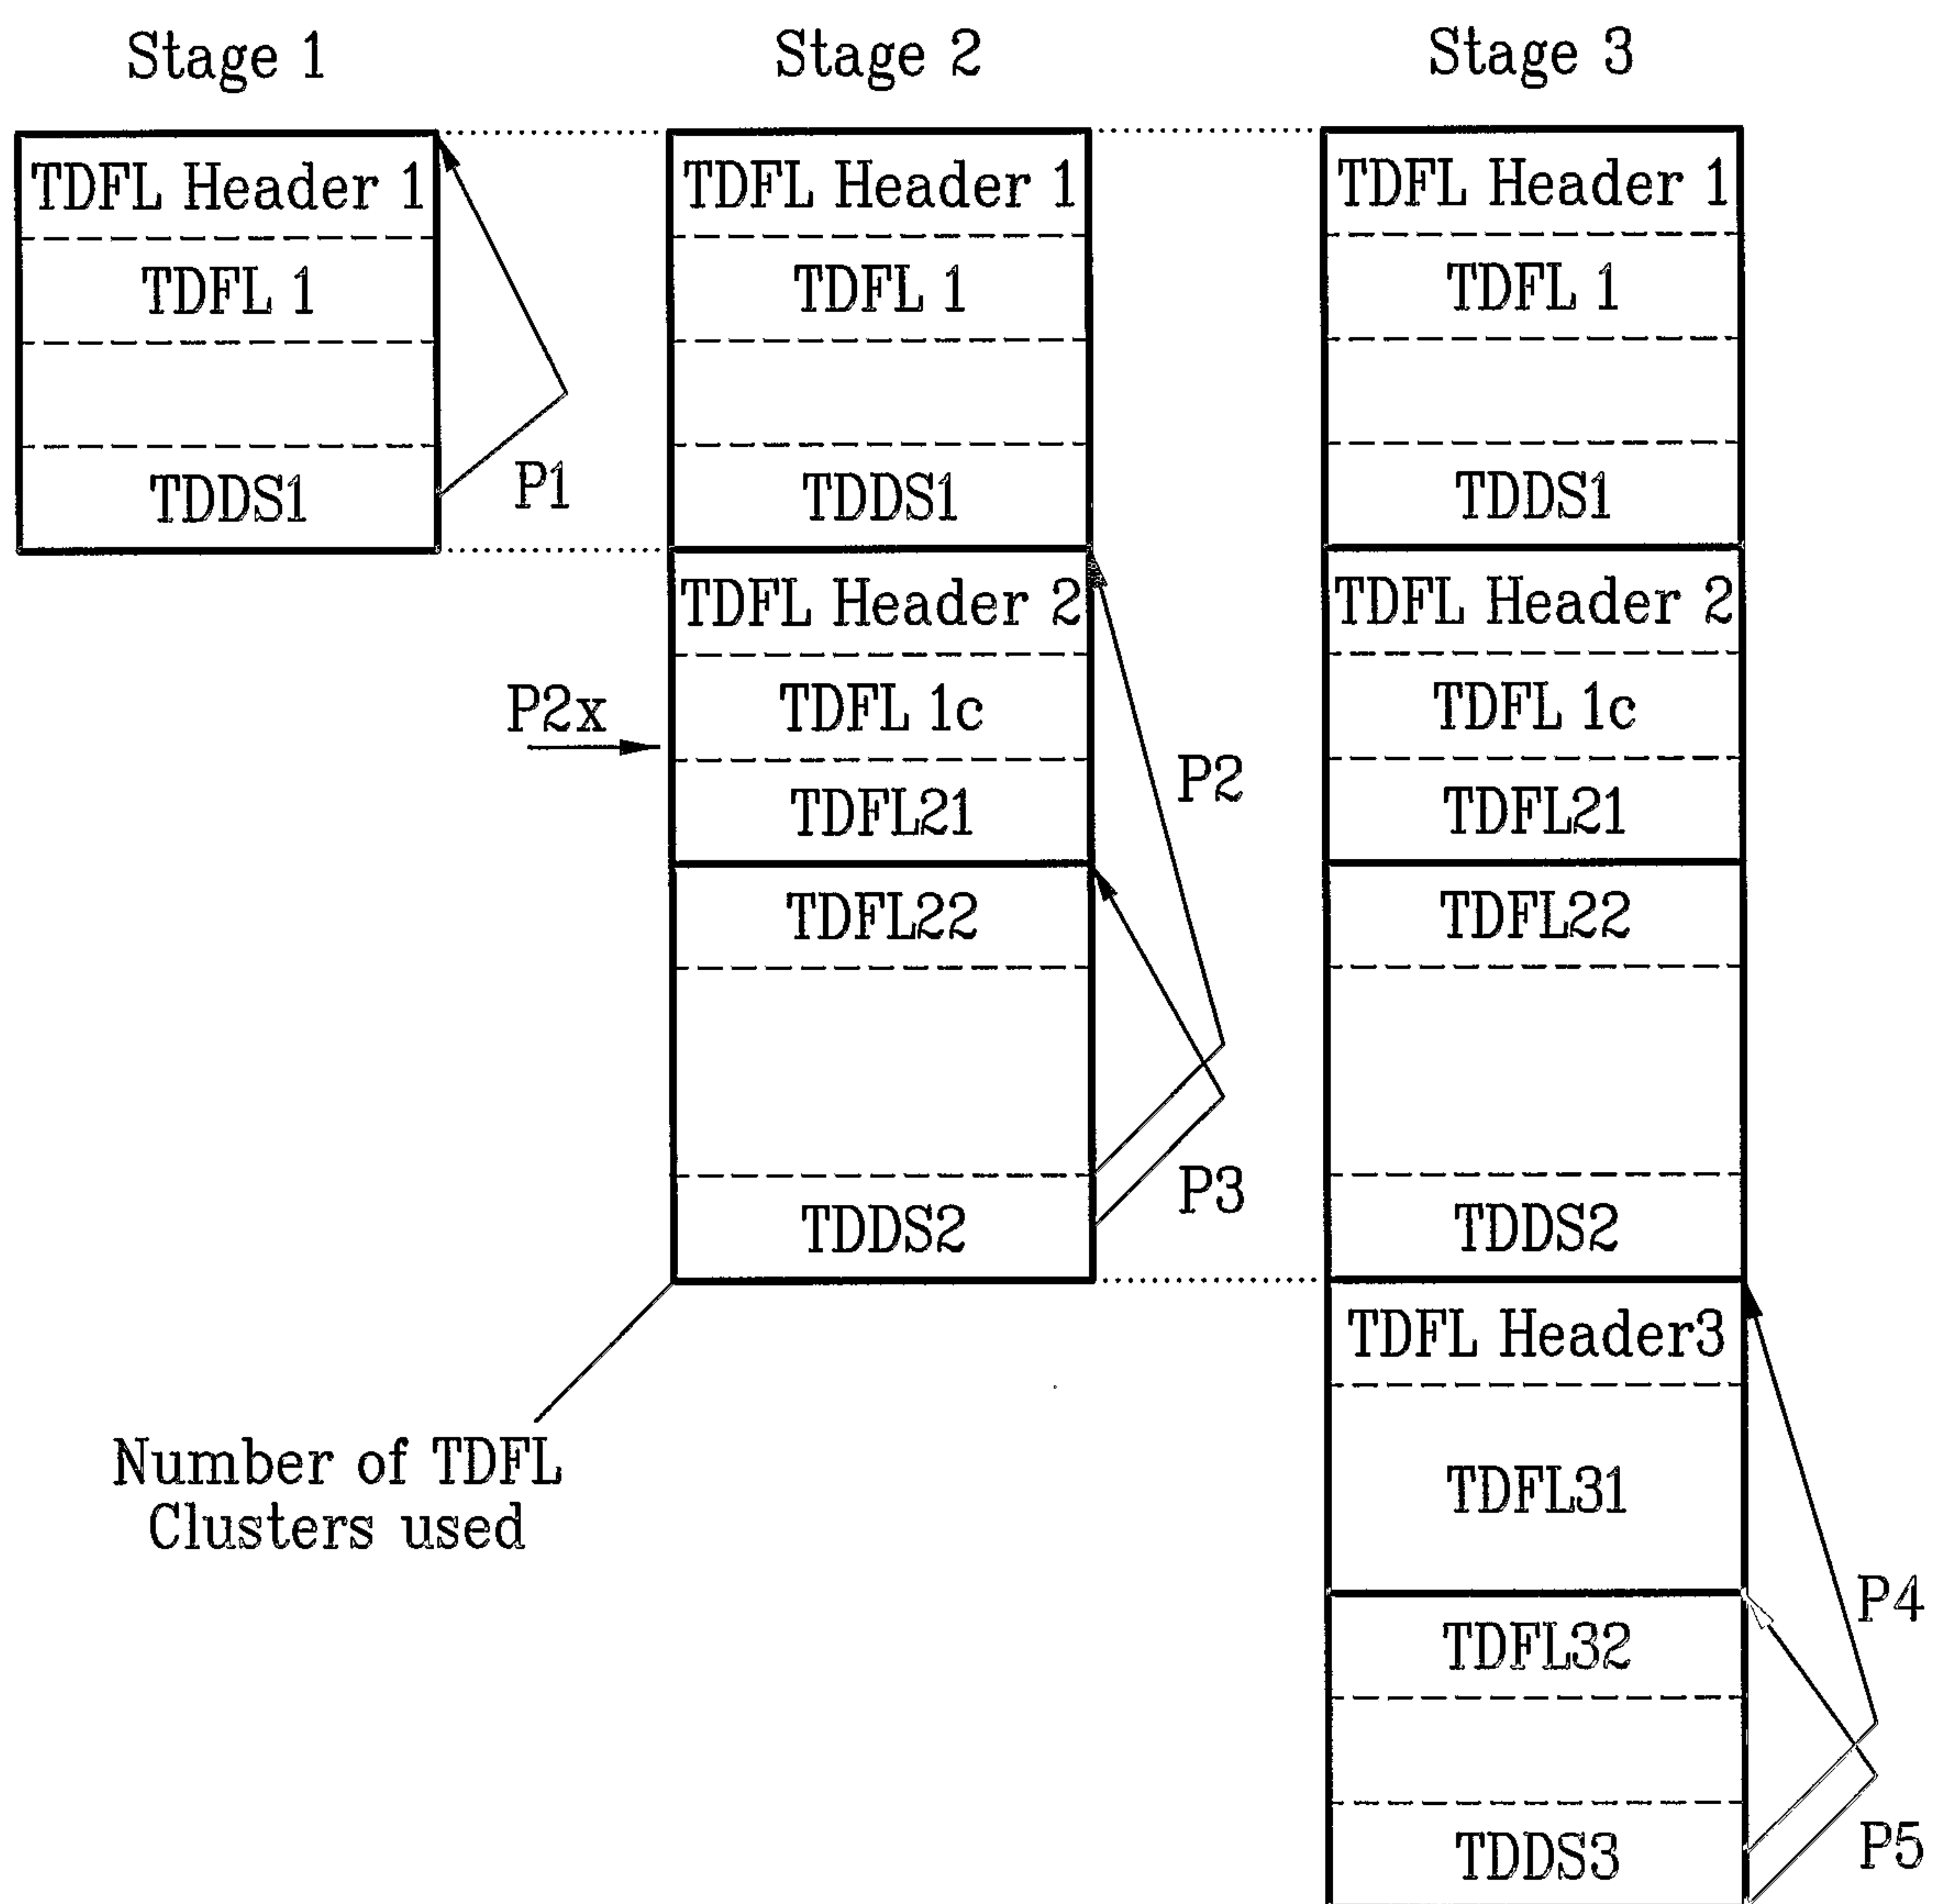 Stage 1
TDFL Header 1
TDFL 1
TDDS1
P1
Stage 2
TDFL Header 1
TDFL 1
TDDS1
TDFL Header 2
P2x
TDFL 1c
TDFL21
TDFL22
TDDS2
P2
P3
Number of TDFL
Clusters used
Stage 3
TDFL Header 1
TDFL 1
TDDS1
TDFL Header 2
TDFL 1c
TDFL21
TDFL22
TDDS2
TDFL Header3
TDFL31
TDFL32
TDDS3
P4
P5